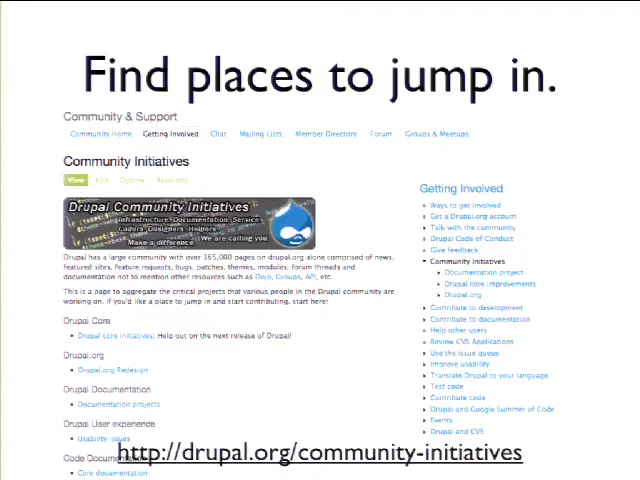 Find places to jump in.
Community & Support
Community Home Getting Involved Chat Mailing Lists Member Directory Forum Groups & Meetups
Community Initiatives
View Edit Outline Revisions
Drupal Community Initiatives
Infrastructure Documentation Service
Coders Designers Helpers
We are calling you.
Make a difference
Drupal has a large community with over 365,000 pages on drupal.org alone comprised of news,
featured sites, feature requests, bugs, patches, themes, modules, forum threads and
documentation not to mention other resources such as Dojo, Groups, API, etc.
This is a page to aggregate the critical projects that various people in the Drupal community are
working on. If you'd like a place to jump in and start contributing, start here!
Drupal Core
Drupal core initiatives: Help out on the next release of Drupal!
Drupal.org
Drupal.org Redesign
Drupal Documentation
Documentation projects
Drupal User experience
Usability issues
Code
Core documentation
Getting Involved
Ways to get involved
Get a Drupal.org account
Talk with the community
Drupal Code of Conduct
Give feedback
Community Initiatives
Documentation project
Drupal core improvements
Drupal.org
Contribute to development
Contribute to documentation
Help other users
Review CVS Applications
Use the issue queue
Improve usability
Translate Drupal to your language
Test code
Contribute code
Drupal and Google Summer of Code
Events
Drupal and CVS
http://drupal.org/community-initiatives